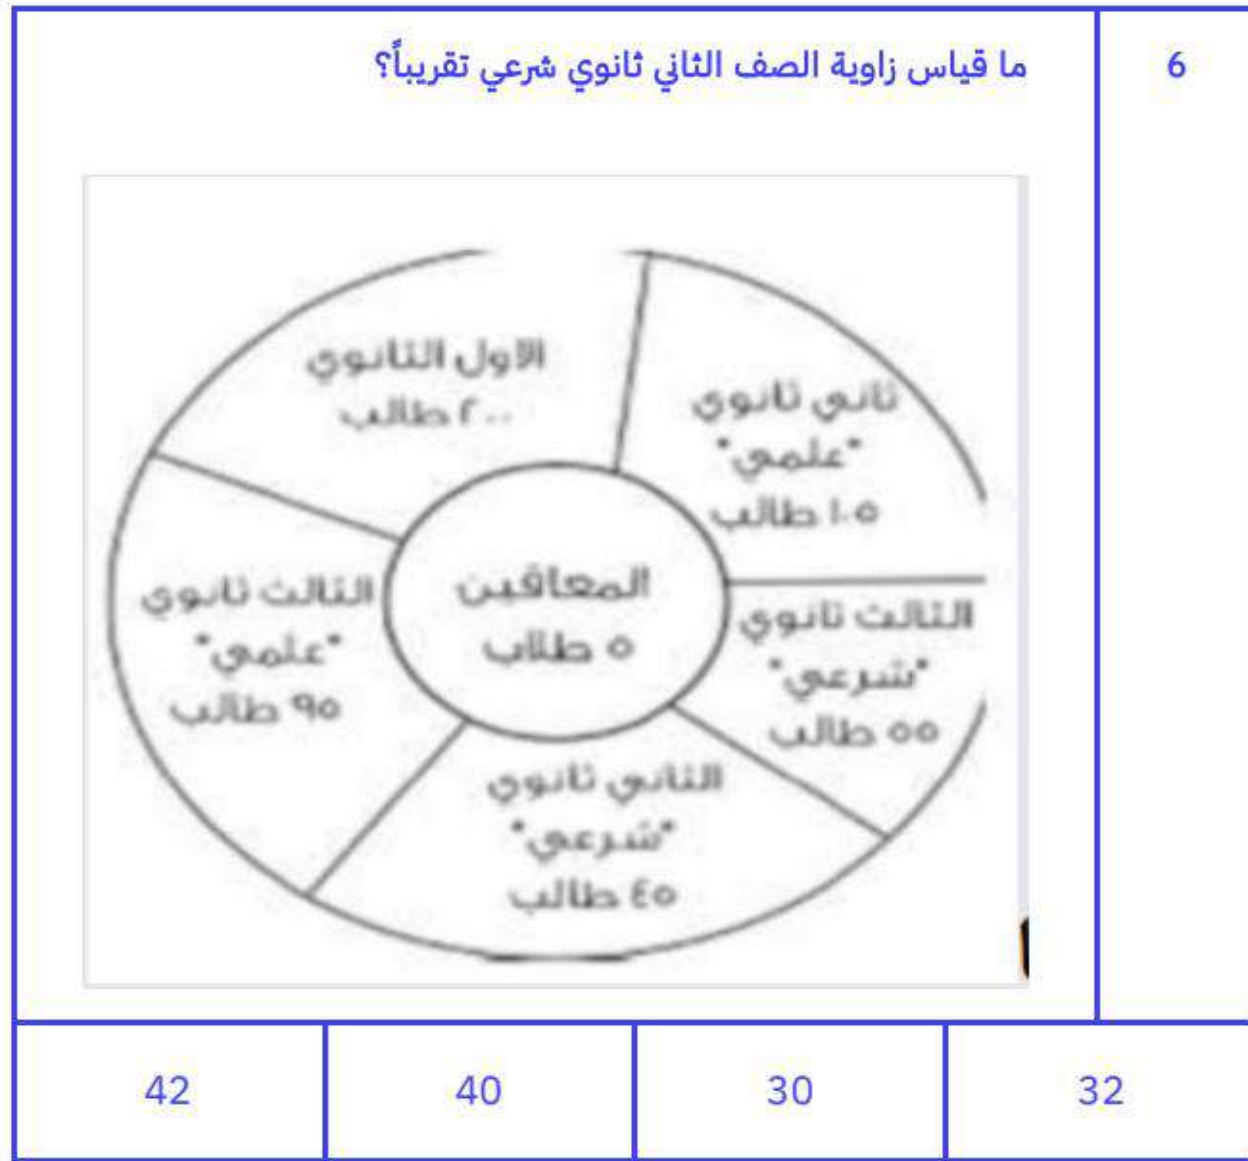 6
ما قياس زاوية الصف الثاني ثانوي شرعي تقريباً؟
الاول الثانوي
٢٠٠ طالب
ثاني ثانوي
"علمي"
١٠٥ طالب
الثالث ثانوي
"شرعي"
٥٥ طالب
المعاقين
٥ طلاب
الثالث ثانوي
"علمي"
٩٥ طالب
الثاني ثانوي
"شرعي"
٤٥ طالب
32
30
40
42